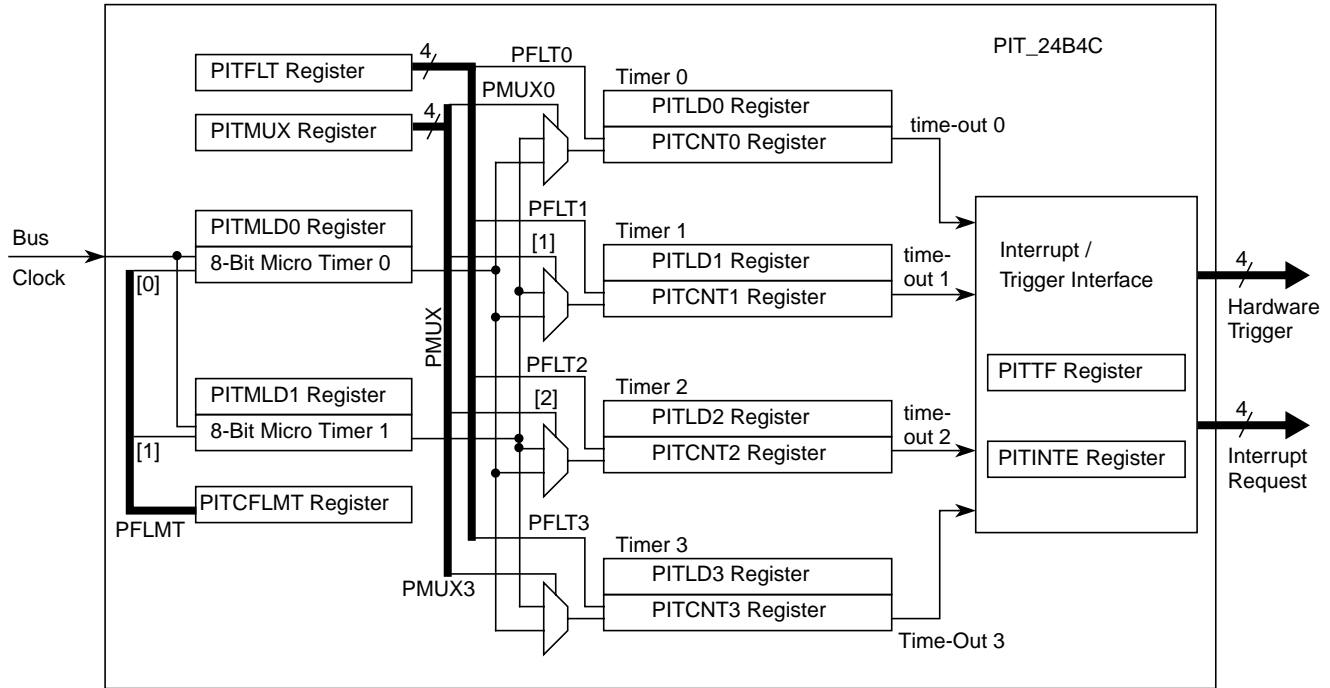 PIT_24B4C
4
PFLT0
PITFLT Register
Timer 0
PMUX0
PITLD0 Register
4
PITMUX Register
PITCNT0 Register
time-out 0
PFLT1
PITMLD0 Register
Timer 1
Bus
Clock
8-Bit Micro Timer 0
[0]
[1]
PITLD1 Register
PITCNT1 Register
time-
out 1
Interrupt /
Trigger Interface
4
Hardware
Trigger
PMUX
PFLT2
PITMLD1 Register
Timer 2
PITTF Register
[2]
PITLD2 Register
8-Bit Micro Timer 1
[1]
PITCNT2 Register
time-
out 2
4
PITINTE Register
Interrupt
Request
PITCFLMT Register
PFLMT
PFLT3
Timer 3
PITLD3 Register
PMUX3
PITCNT3 Register
Time-Out 3